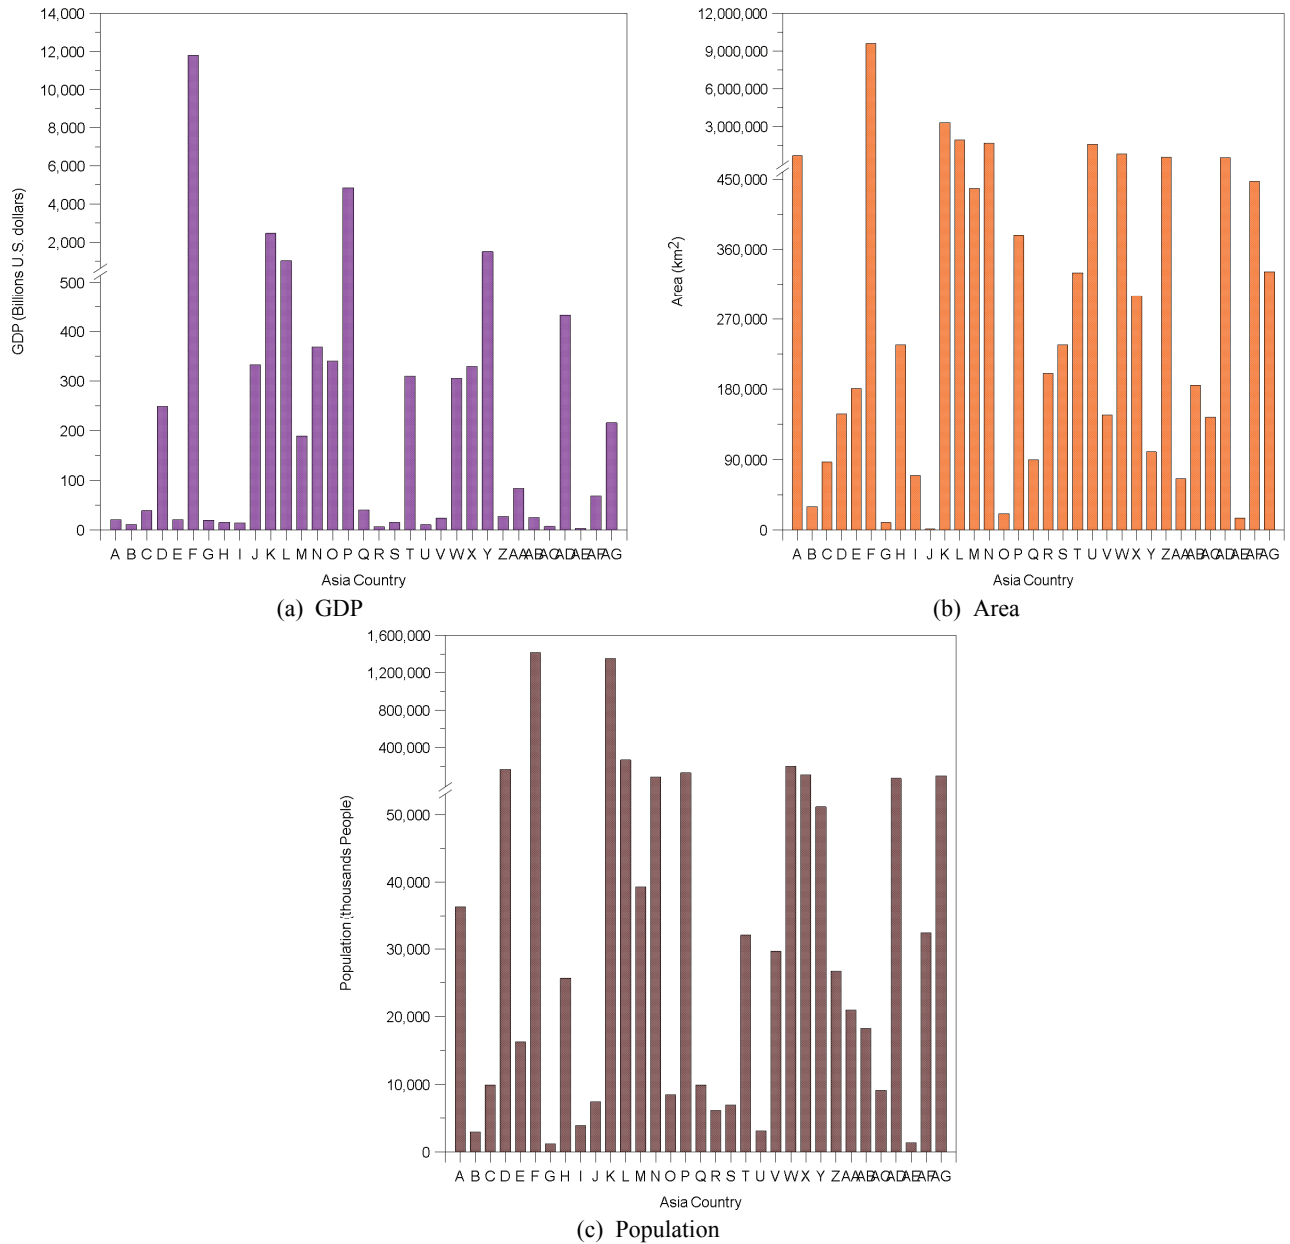 14,000
12,000
10,000
8,000
6,000
4,000
2,000
500
400
300
200
100
0
GDP (Billions U.S. dollars)
A B C D E F G H I J K L M N O P Q R S T U V W X Y Z AA AB AC AD AE AF AG
Asia Country
(a) GDP
12,000,000
9,000,000
6,000,000
3,000,000
450,000
360,000
270,000
180,000
90,000
0
Area (km2)
A B C D E F G H I J K L M N O P Q R S T U V W X Y Z AA AB AC AD AE AF AG
Asia Country
(b) Area
1,600,000
1,200,000
800,000
400,000
50,000
40,000
30,000
20,000
10,000
0
Population (thousands People)
A B C D E F G H I J K L M N O P Q R S T U V W X Y Z AA AB AC AD AE AF AG
Asia Country
(c) Population